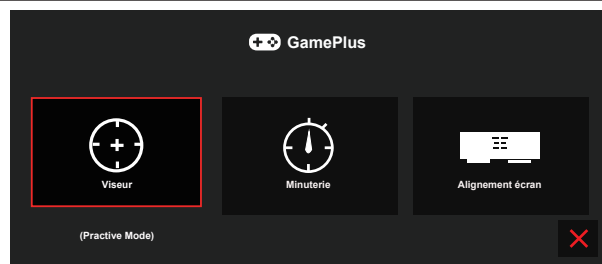 GamePlus
Viseur
Minuterie
Alignement écran
(Practive Mode)